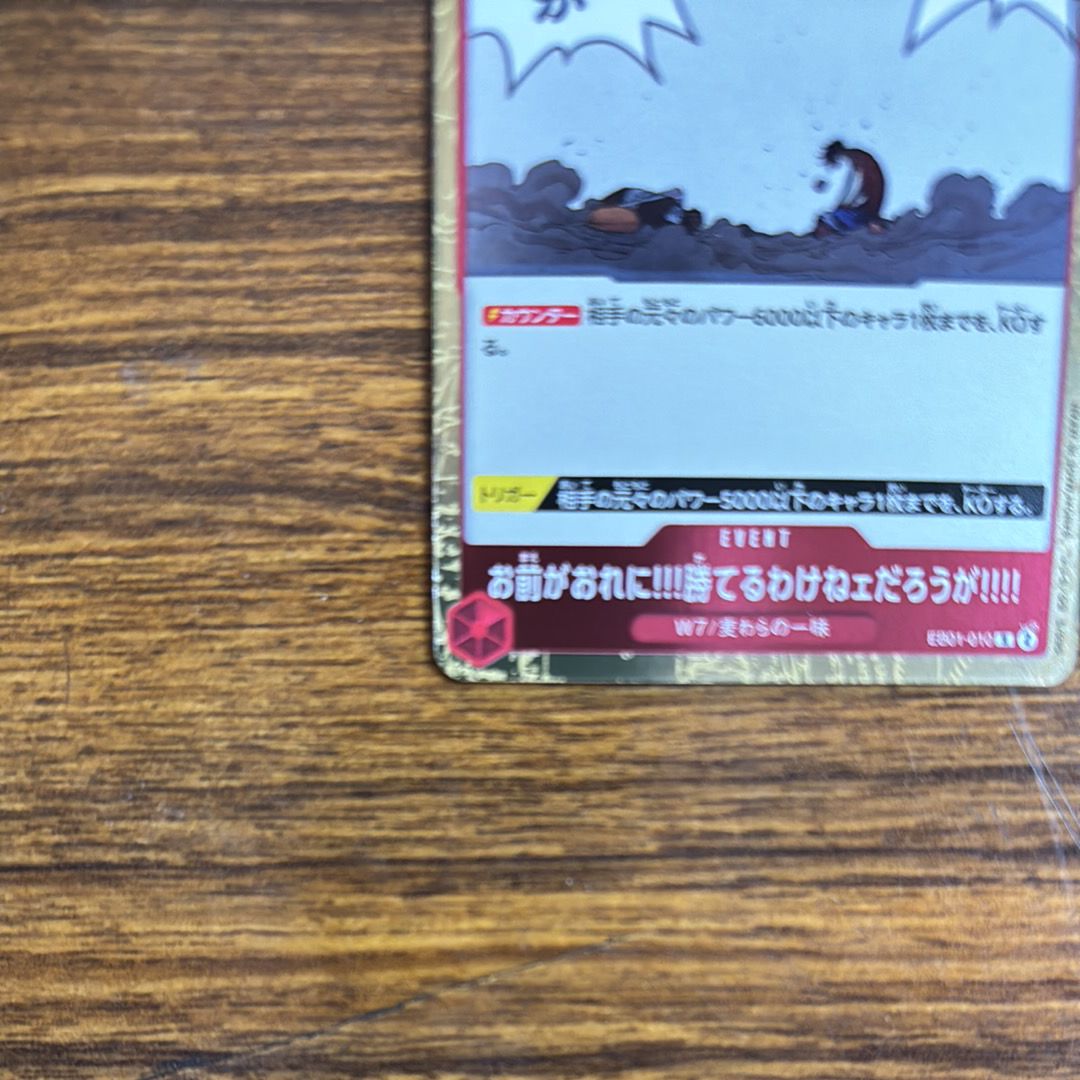 が
カウンター 相手の元々のパワー6000以下のキャラ1枚までを、KOす
る。
トリガー 相手の元々のパワー5000以下のキャラ1枚までを、KOする。
EVENT
お前がおれに!!!勝てるわけねェだろうが!!!!
W7/麦わらの一味
EB01-010